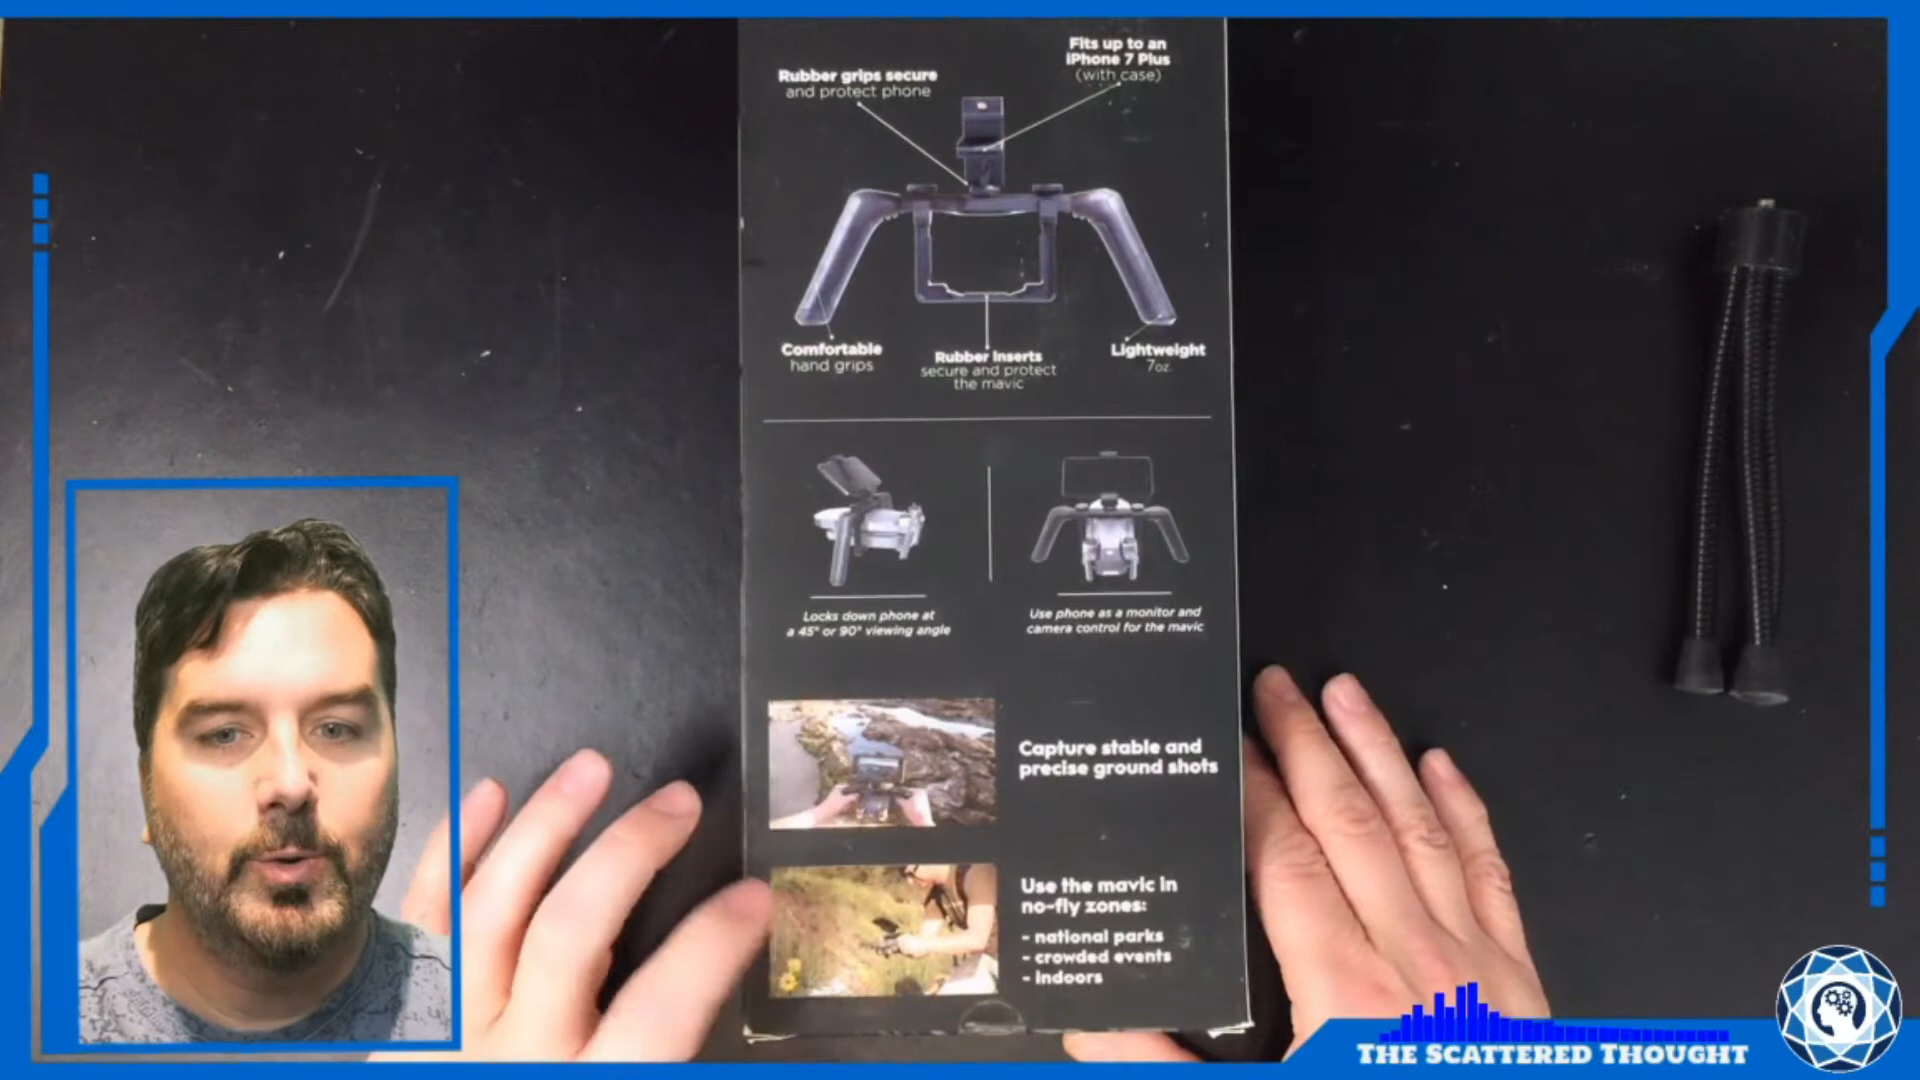 Fits up to an
iPhone 7 Plus
(with case)
Rubber grips secure
and protect phone
Comfortable
hand grips
Rubber Inserts
secure and protect
the mavic
Lightweight
7oz.
Locks down phone at
a 45° or 90° viewing angle
Use phone as a monitor and
camera control for the mavic
Capture stable and
precise ground shots
Use the mavic in
no-fly zones:
- national parks
- crowded events
- indoors
THE SCATTERED THOUGHT